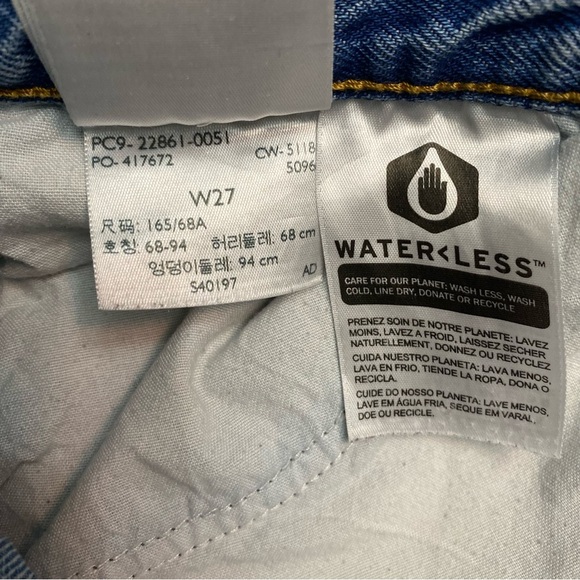 PC9- 22861-0051
PO- 417672
CW- 5118
5096
W27
尺码: 165/68A
호칭: 68-94 허리둘레: 68 cm
엉덩이둘레: 94 cm
S40197
AD
WATER<LESS™
CARE FOR OUR PLANET: WASH LESS, WASH
COLD, LINE DRY, DONATE OR RECYCLE
PRENEZ SOIN DE NOTRE PLANETE: LAVEZ
MOINS, LAVEZ A FROID, LAISSEZ SECHER
NATURELLEMENT, DONNEZ OU RECYCLEZ
CUIDA NUESTRO PLANETA: LAVA MENOS,
LAVA EN FRIO, TIENDE LA ROPA, DONA O
RECICLA.
CUIDE DO NOSSO PLANETA: LAVE MENOS,
LAVE EM ÁGUA FRIA, SEQUE EM VARAL,
DOE OU RECICLE.